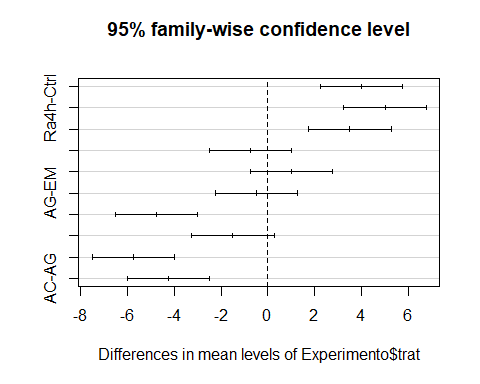 95% family-wise confidence level
Ra4h-Ctrl
AG-EM
AC-AG
-8 -6 -4 -2 0 2 4 6
Differences in mean levels of Experimento$trat